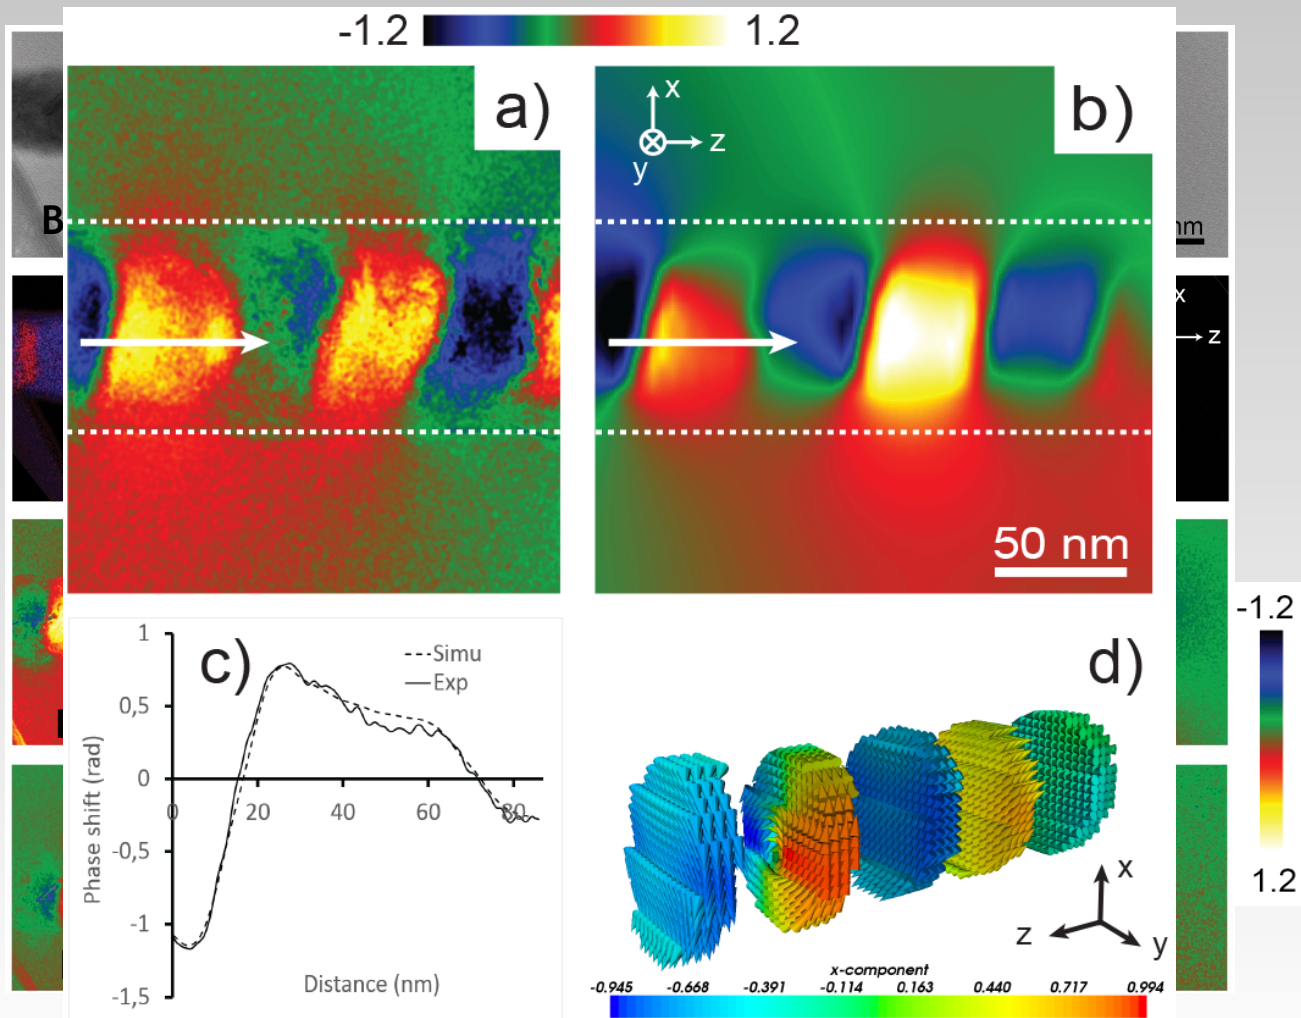 -1.2 1.2
a)
b)
x
z
y
50 nm
B
nm
x
z
-1.2
1.2
c)
Simu
Exp
1
0,5
0
-0,5
-1
-1,5
0 20 40 60 80
Phase shift (rad)
Distance (nm)
d)
x
z
y
x-component
-0.945 -0.668 -0.391 -0.114 0.163 0.440 0.717 0.994